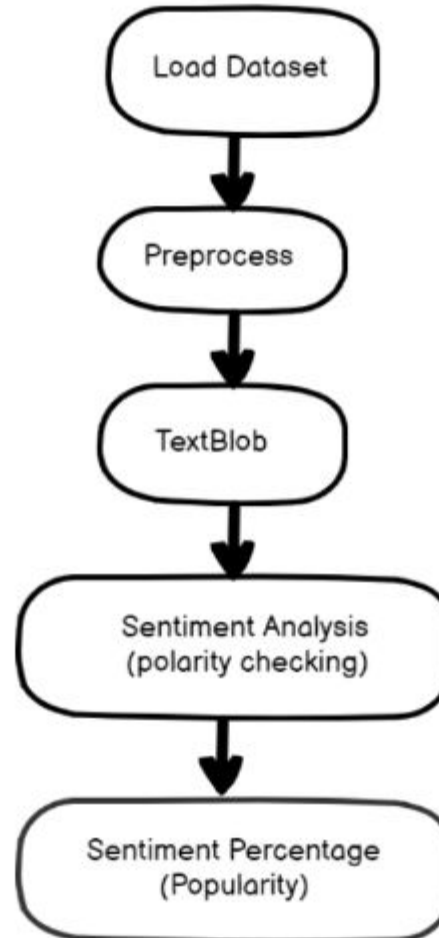 Load Dataset
Preprocess
TextBlob
Sentiment Analysis
(polarity checking)
Sentiment Percentage
(Popularity)